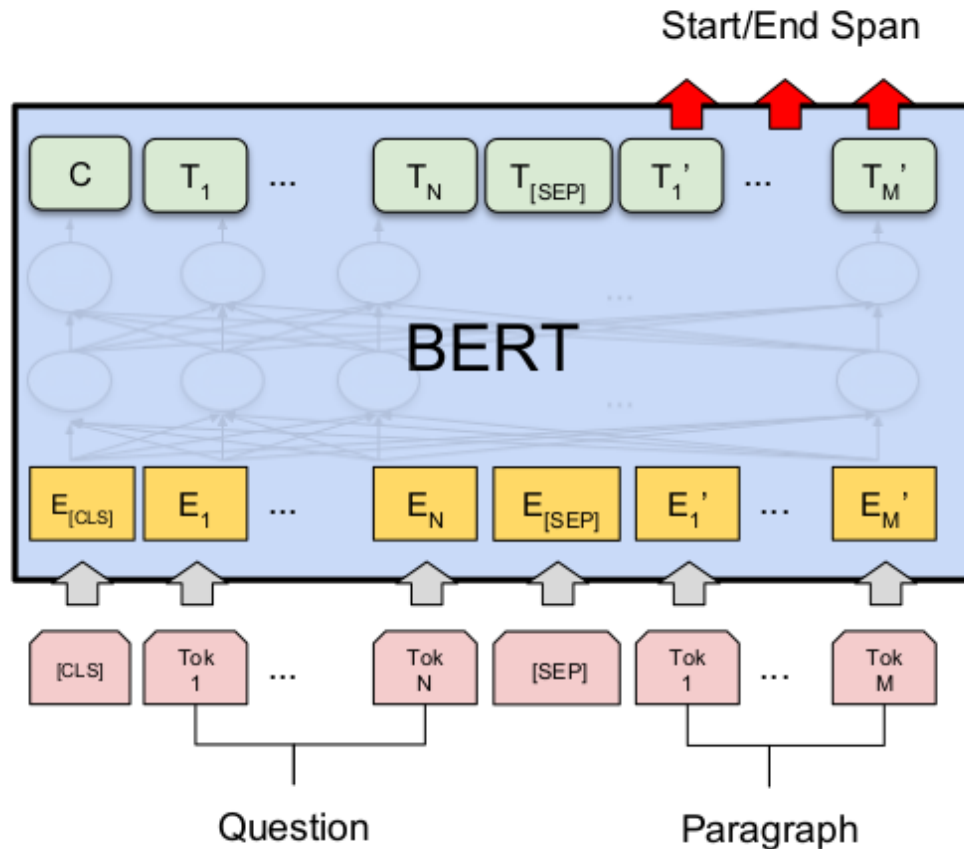 Start/End Span
C T1 ... TN T[SEP] T1' ... TM'
...
BERT
...
E[CLS] E1 ... EN E[SEP] E1' ... EM'
[CLS] Tok 1 ... Tok N [SEP] Tok 1 ... Tok M
Question Paragraph